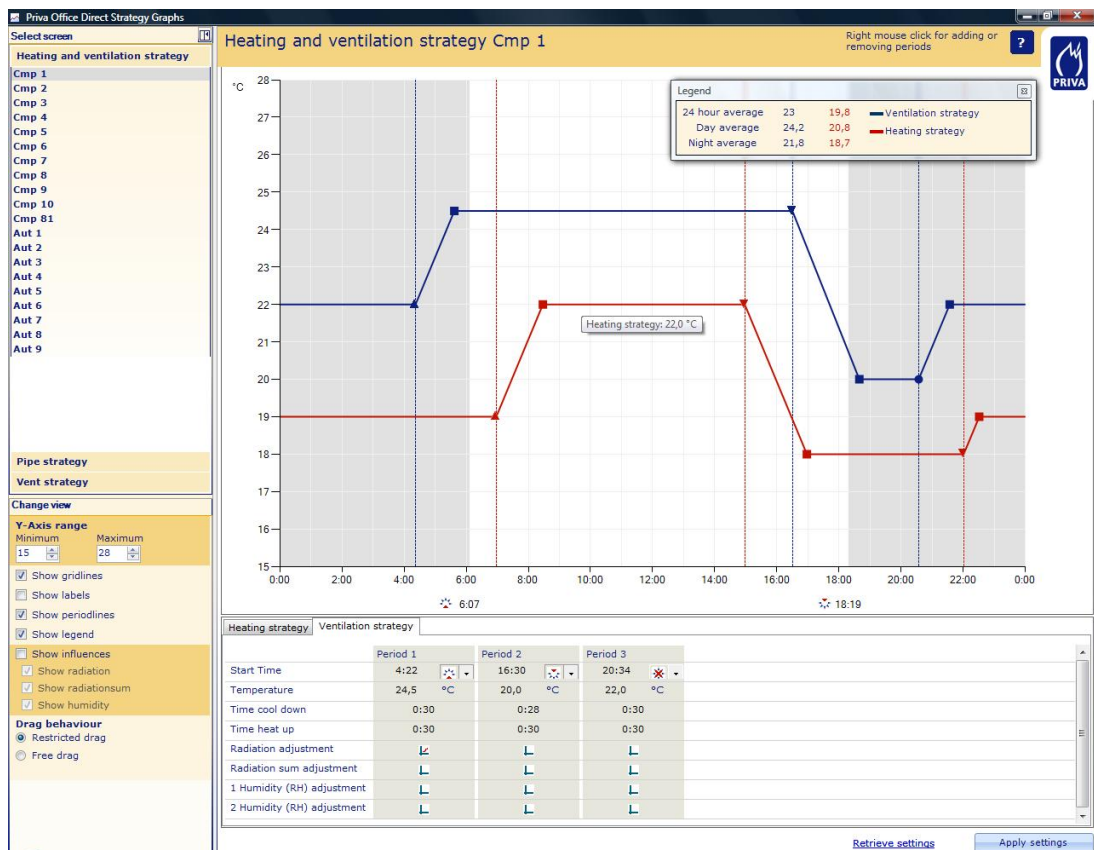 Priva Office Direct Strategy Graphs
Select screen
Heating and ventilation strategy
Cmp 1
Cmp 2
Cmp 3
Cmp 4
Cmp 5
Cmp 6
Cmp 7
Cmp 8
Cmp 9
Cmp 10
Cmp 81
Aut 1
Aut 2
Aut 3
Aut 4
Aut 5
Aut 6
Aut 7
Aut 8
Aut 9
Pipe strategy
Vent strategy
Change view
Y-Axis range
Minimum Maximum
15 28
Show gridlines
Show labels
Show periodlines
Show legend
Show influences
Show radiation
Show radiationsum
Show humidity
Drag behaviour
Restricted drag
Free drag
Heating and ventilation strategy Cmp 1
Right mouse click for adding or
removing periods
?
PRIVA
°C
28
27
26
25
24
23
22
21
20
19
18
17
16
15
Legend
24 hour average 23 19,8 Ventilation strategy
Day average 24,2 20,8 Heating strategy
Night average 21,8 18,7
Heating strategy: 22,0 °C
0:00 2:00 4:00 6:00 8:00 10:00 12:00 14:00 16:00 18:00 20:00 22:00 0:00
6:07 18:19
Heating strategy Ventilation strategy
Period 1 Period 2 Period 3
Start Time 4:22 16:30 20:34
Temperature 24,5 °C 20,0 °C 22,0 °C
Time cool down 0:30 0:28 0:30
Time heat up 0:30 0:30 0:30
Radiation adjustment
Radiation sum adjustment
1 Humidity (RH) adjustment
2 Humidity (RH) adjustment
Retrieve settings Apply settings